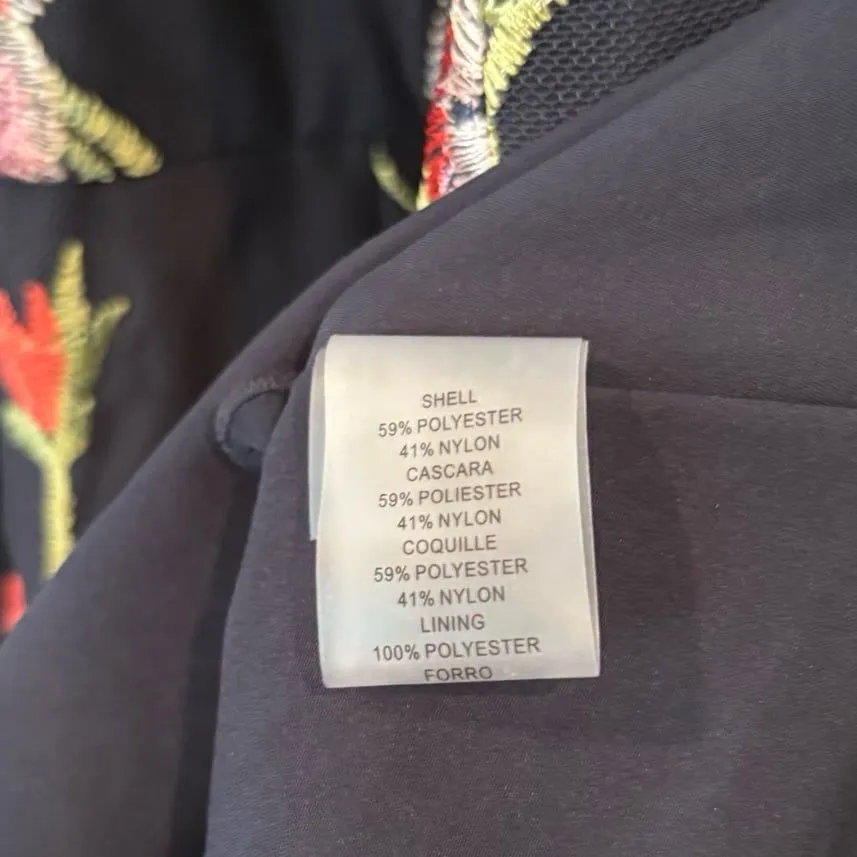 SHELL
59% POLYESTER
41% NYLON
CASCARA
59% POLIESTER
41% NYLON
COQUILLE
59% POLYESTER
41% NYLON
LINING
100% POLYESTER
FORRO